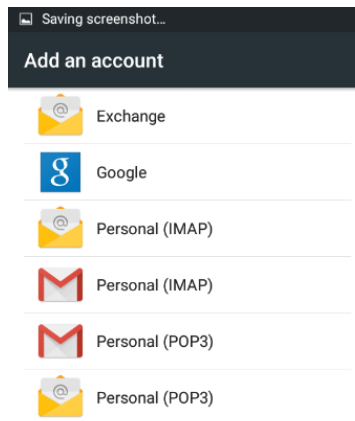 Saving screenshot...
Add an account
Exchange
Google
Personal (IMAP)
Personal (IMAP)
Personal (POP3)
Personal (POP3)